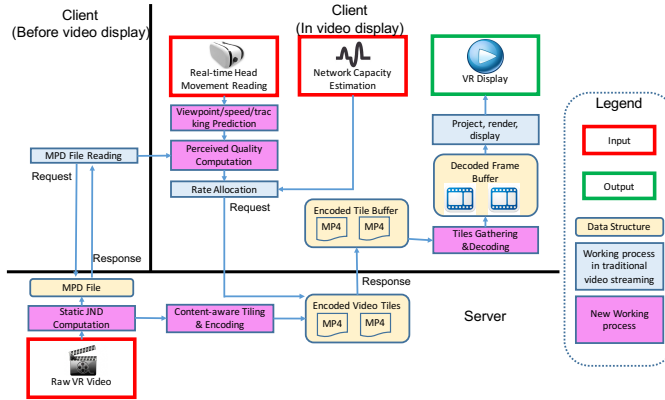 Client
(Before video display)
Client
(In video display)
Real-time Head
Movement Reading
Network Capacity
Estimation
VR Display
Viewpoint/speed/trac
king Prediction
Perceived Quality
Computation
MPD File Reading
Rate Allocation
Request
Request
Response
Project, render,
display
Decoded Frame
Buffer
Encoded Tile Buffer
MP4
MP4
Tiles Gathering
&Decoding
Response
MPD File
Static JND
Computation
Content-aware Tiling
& Encoding
Encoded Video Tiles
MP4
MP4
Server
Raw VR Video
Legend
Input
Output
Data Structure
Working process
in traditional
video streaming
New Working
process